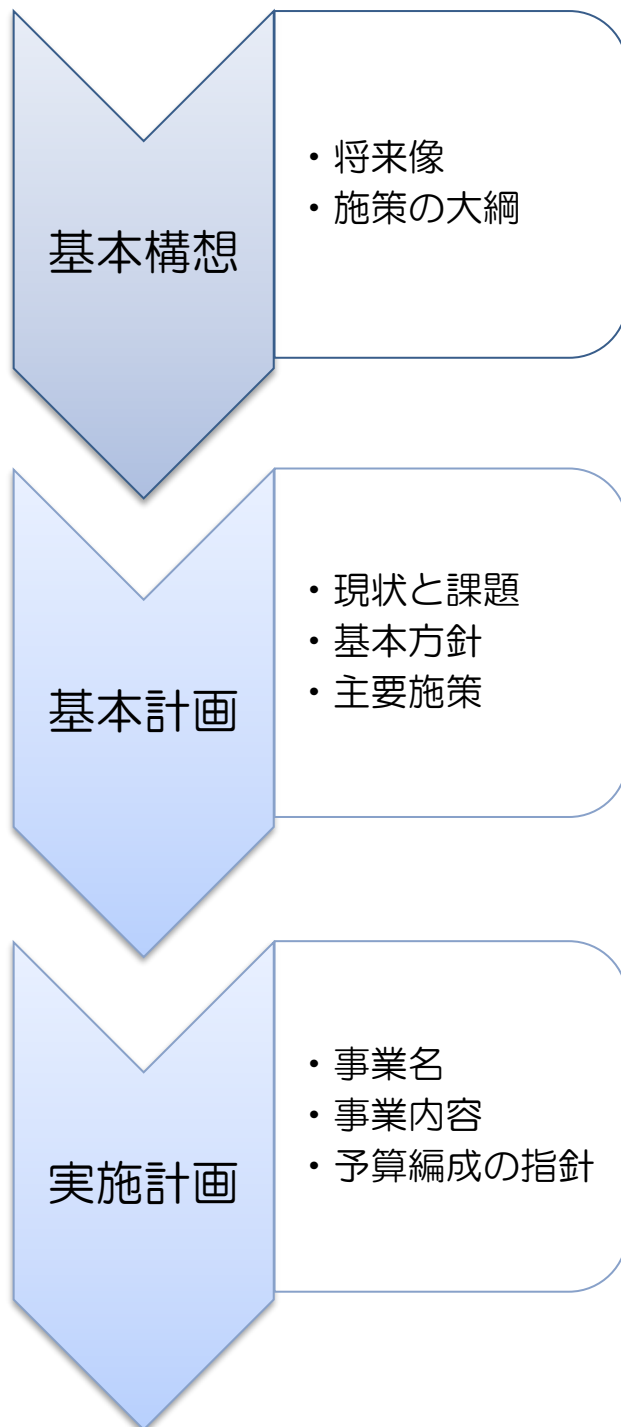 基本構想
・将来像
・施策の大綱
基本計画
・現状と課題
・基本方針
・主要施策
実施計画
・事業名
・事業内容
・予算編成の指針